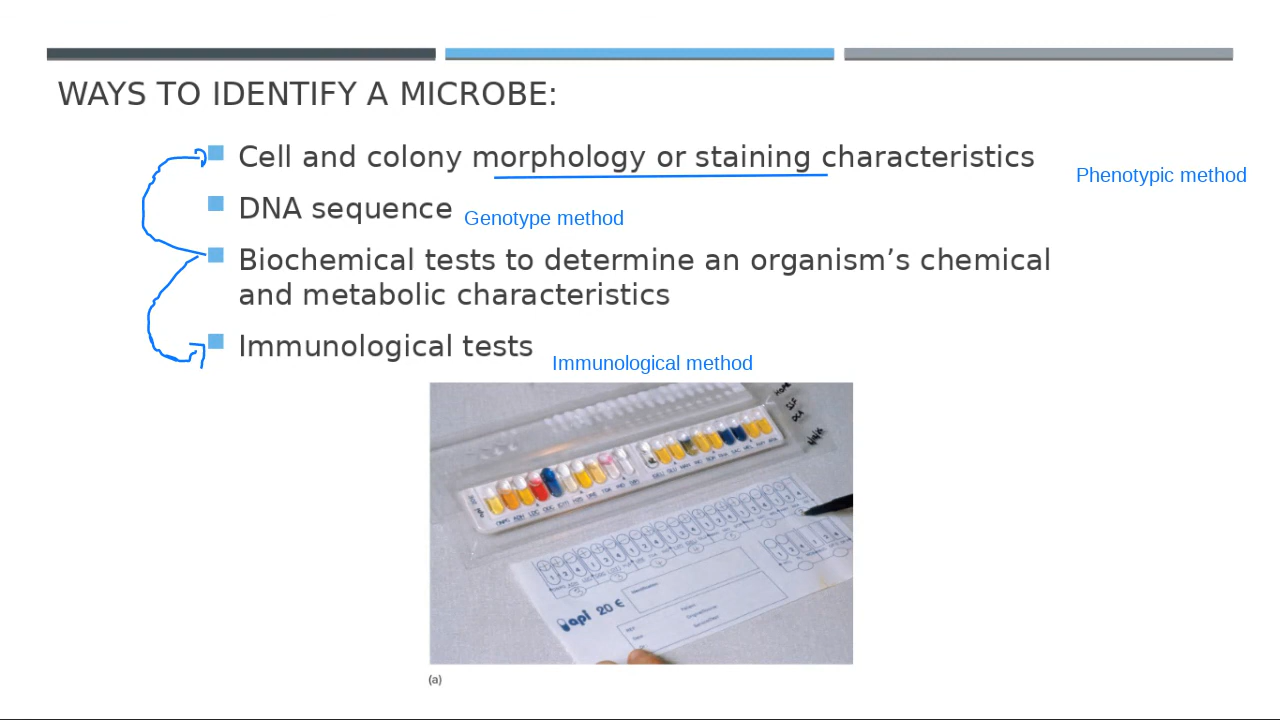 WAYS TO IDENTIFY A MICROBE:
Cell and colony morphology or staining characteristics
Phenotypic method
DNA sequence
Genotype method
Biochemical tests to determine an organism’s chemical
and metabolic characteristics
Immunological tests
Immunological method
api 20 E
(a)